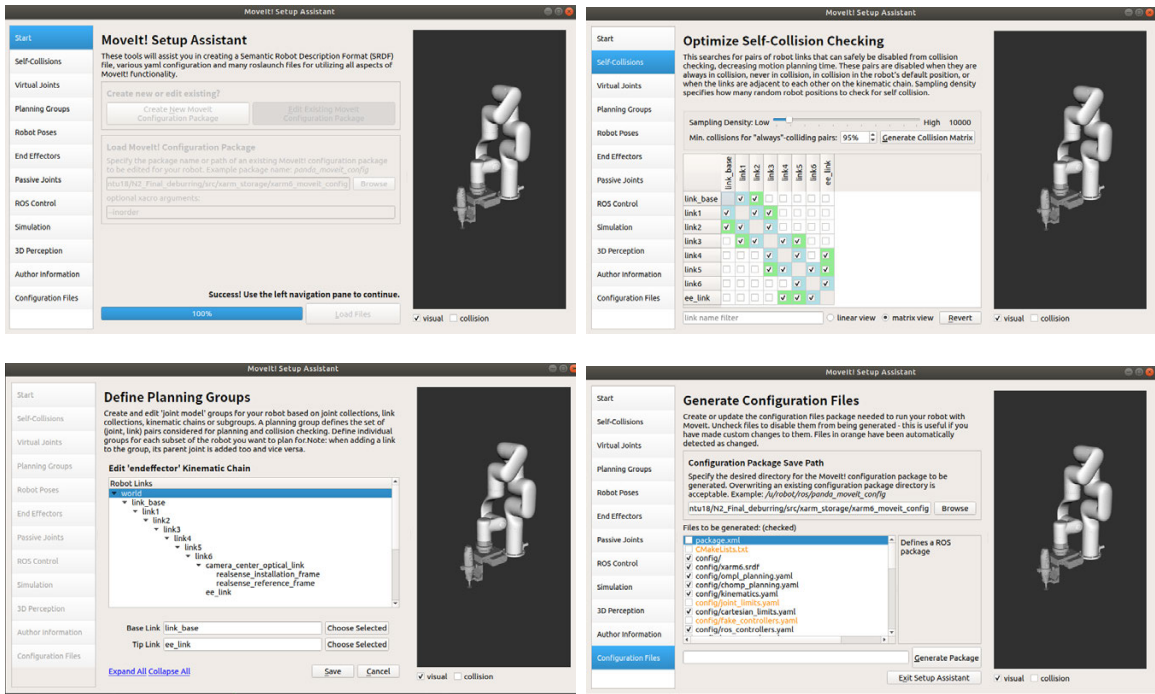 MoveIt! Setup Assistant
Start
Self-Collisions
Virtual Joints
Planning Groups
Robot Poses
End Effectors
Passive Joints
ROS Control
Simulation
3D Perception
Author Information
Configuration Files
MoveIt! Setup Assistant
These tools will assist you in creating a Semantic Robot Description Format (SRDF)
file, various yaml configuration and many roslaunch files for utilizing all aspects of
MoveIt! functionality.
Create new or edit existing?
Create New MoveIt
Configuration Package
Edit Existing MoveIt
Configuration Package
Load MoveIt! Configuration Package
Specify the package name or path of an existing MoveIt! configuration package
to be edited for your robot. Example package name: panda_moveit_config
ntu18/N2_Final_deburring/src/xarm_storage/xarm6_moveit_config Browse
optional xacro arguments:
--inorder
Success! Use the left navigation pane to continue.
100% Load Files
visual collision
MoveIt! Setup Assistant
Start
Self-Collisions
Virtual Joints
Planning Groups
Robot Poses
End Effectors
Passive Joints
ROS Control
Simulation
3D Perception
Author Information
Configuration Files
Optimize Self-Collision Checking
This searches for pairs of robot links that can safely be disabled from collision
checking, decreasing motion planning time. These pairs are disabled when they are
always in collision, never in collision, in collision in the robot's default position, or
when the links are adjacent to each other on the kinematic chain. Sampling density
specifies how many random robot positions to check for self collision.
Sampling Density: Low High 10000
Min. collisions for "always"-colliding pairs: 95% Generate Collision Matrix
link_base link1 link2 link3 link4 link5 link6 ee_link
link_base
link1
link2
link3
link4
link5
link6
ee_link
link name filter linear view matrix view Revert
visual collision
MoveIt! Setup Assistant
Start
Self-Collisions
Virtual Joints
Planning Groups
Robot Poses
End Effectors
Passive Joints
ROS Control
Simulation
3D Perception
Author Information
Configuration Files
Define Planning Groups
Create and edit 'joint model' groups for your robot based on joint collections, link
collections, kinematic chains or subgroups. A planning group defines the set of
(joint, link) pairs considered for planning and collision checking. Define individual
groups for each subset of the robot you want to plan for.Note: when adding a link
to the group, its parent joint is added too and vice versa.
Edit 'endeffector' Kinematic Chain
Robot Links
world
link_base
link1
link2
link3
link4
link5
link6
camera_center_optical_link
realsense_installation_frame
realsense_reference_frame
ee_link
Base Link link_base Choose Selected
Tip Link ee_link Choose Selected
Expand All Collapse All Save Cancel
visual collision
MoveIt! Setup Assistant
Start
Self-Collisions
Virtual Joints
Planning Groups
Robot Poses
End Effectors
Passive Joints
ROS Control
Simulation
3D Perception
Author Information
Configuration Files
Generate Configuration Files
Create or update the configuration files package needed to run your robot with
MoveIt. Uncheck files to disable them from being generated - this is useful if you
have made custom changes to them. Files in orange have been automatically
detected as changed.
Configuration Package Save Path
Specify the desired directory for the MoveIt! configuration package to be
generated. Overwriting an existing configuration package directory is
acceptable. Example: /u/robot/ros/panda_moveit_config
ntu18/N2_Final_deburring/src/xarm_storage/xarm6_moveit_config Browse
Files to be generated: (checked)
package.xml
CMakeLists.txt
config/
config/xarm6.srdf
config/ompl_planning.yaml
config/chomp_planning.yaml
config/kinematics.yaml
config/joint_limits.yaml
config/cartesian_limits.yaml
config/fake_controllers.yaml
config/ros_controllers.yaml
Defines a ROS
package
Generate Package
Exit Setup Assistant
visual collision